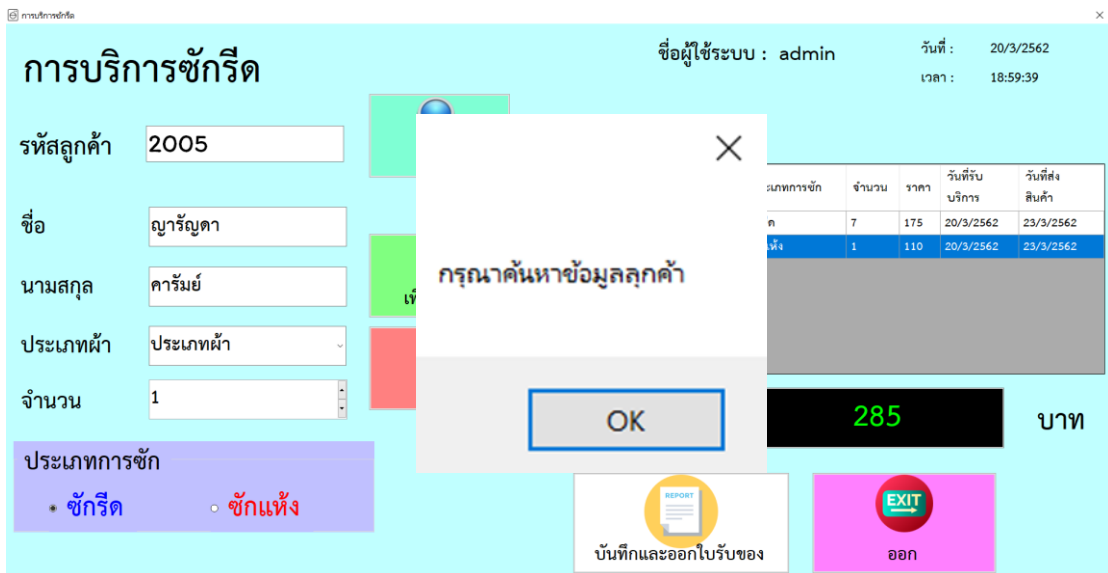 การบริการซักรีด
การบริการซักรีด
ชื่อผู้ใช้ระบบ : admin
วันที่ : 20/3/2562
เวลา : 18:59:39
รหัสลูกค้า 2005
ชื่อ ญารัญดา
นามสกุล คารัมย์
ประเภทผ้า ประเภทผ้า
จำนวน 1
ประเภทการซัก
ซักรีด ซักแห้ง
กรุณาค้นหาข้อมูลลุกค้า
OK
จำนวน ราคา วันที่รับบริการ วันที่ส่งสินค้า
7 175 20/3/2562 23/3/2562
1 110 20/3/2562 23/3/2562
285 บาท
REPORT
บันทึกและออกใบรับของ
EXIT
ออก